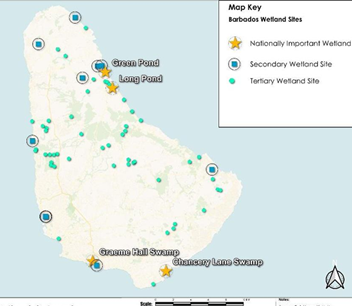 Map Key
Barbados Wetland Sites
Nationally Important Wetland
Secondary Wetland Site
Tertiary Wetland Site
Green Pond
Long Pond
Graeme Hall Swamp
Chancery Lane Swamp
Scale:
Notes: